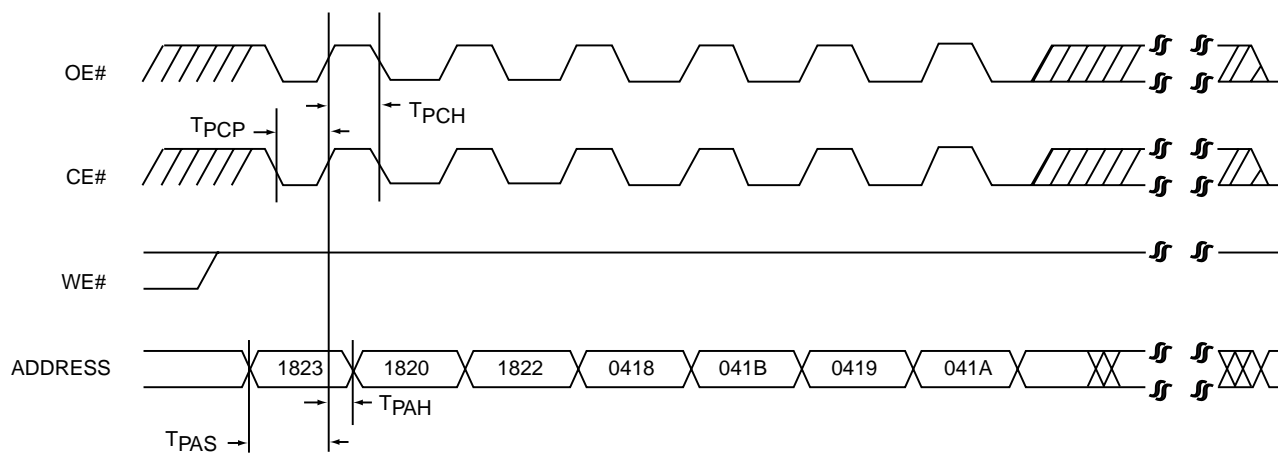 OE#
TPCH
TPCP
CE#
WE#
ADDRESS 1823 1820 1822 0418 041B 0419 041A
TPAH
TPAS